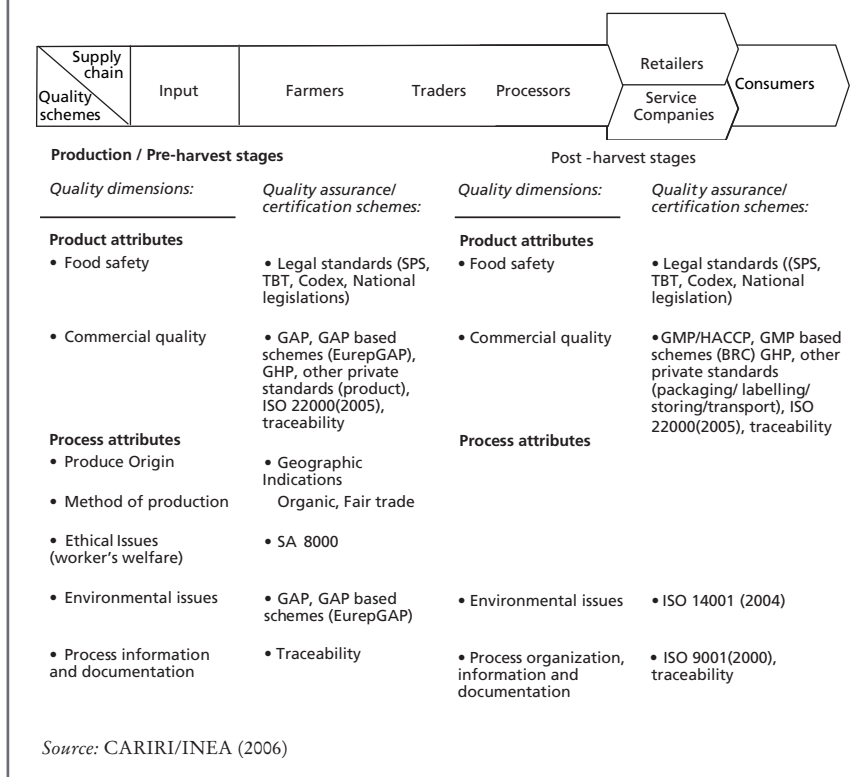 Supply
chain
Quality
schemes
Input
Farmers
Traders
Processors
Retailers
Service
Companies
Consumers
Production / Pre-harvest stages
Post -harvest stages
Quality dimensions:
Quality assurance/
certification schemes:
Quality dimensions:
Quality assurance/
certification schemes:
Product attributes
Product attributes
• Food safety
• Legal standards (SPS,
TBT, Codex, National
legislations)
• Food safety
• Legal standards ((SPS,
TBT, Codex, National
legislation)
• Commercial quality
• GAP, GAP based
schemes (EurepGAP),
GHP, other private
standards (product),
ISO 22000(2005),
traceability
• Commercial quality
•GMP/HACCP, GMP based
schemes (BRC) GHP, other
private standards
(packaging/ labelling/
storing/transport), ISO
22000(2005), traceability
Process attributes
Process attributes
• Produce Origin
• Geographic
Indications
• Method of production
Organic, Fair trade
• Ethical Issues
(worker's welfare)
• SA 8000
• Environmental issues
• GAP, GAP based
schemes (EurepGAP)
• Environmental issues
• ISO 14001 (2004)
• Process information
and documentation
• Traceability
• Process organization,
information and
documentation
• ISO 9001(2000),
traceability
Source: CARIRI/INEA (2006)